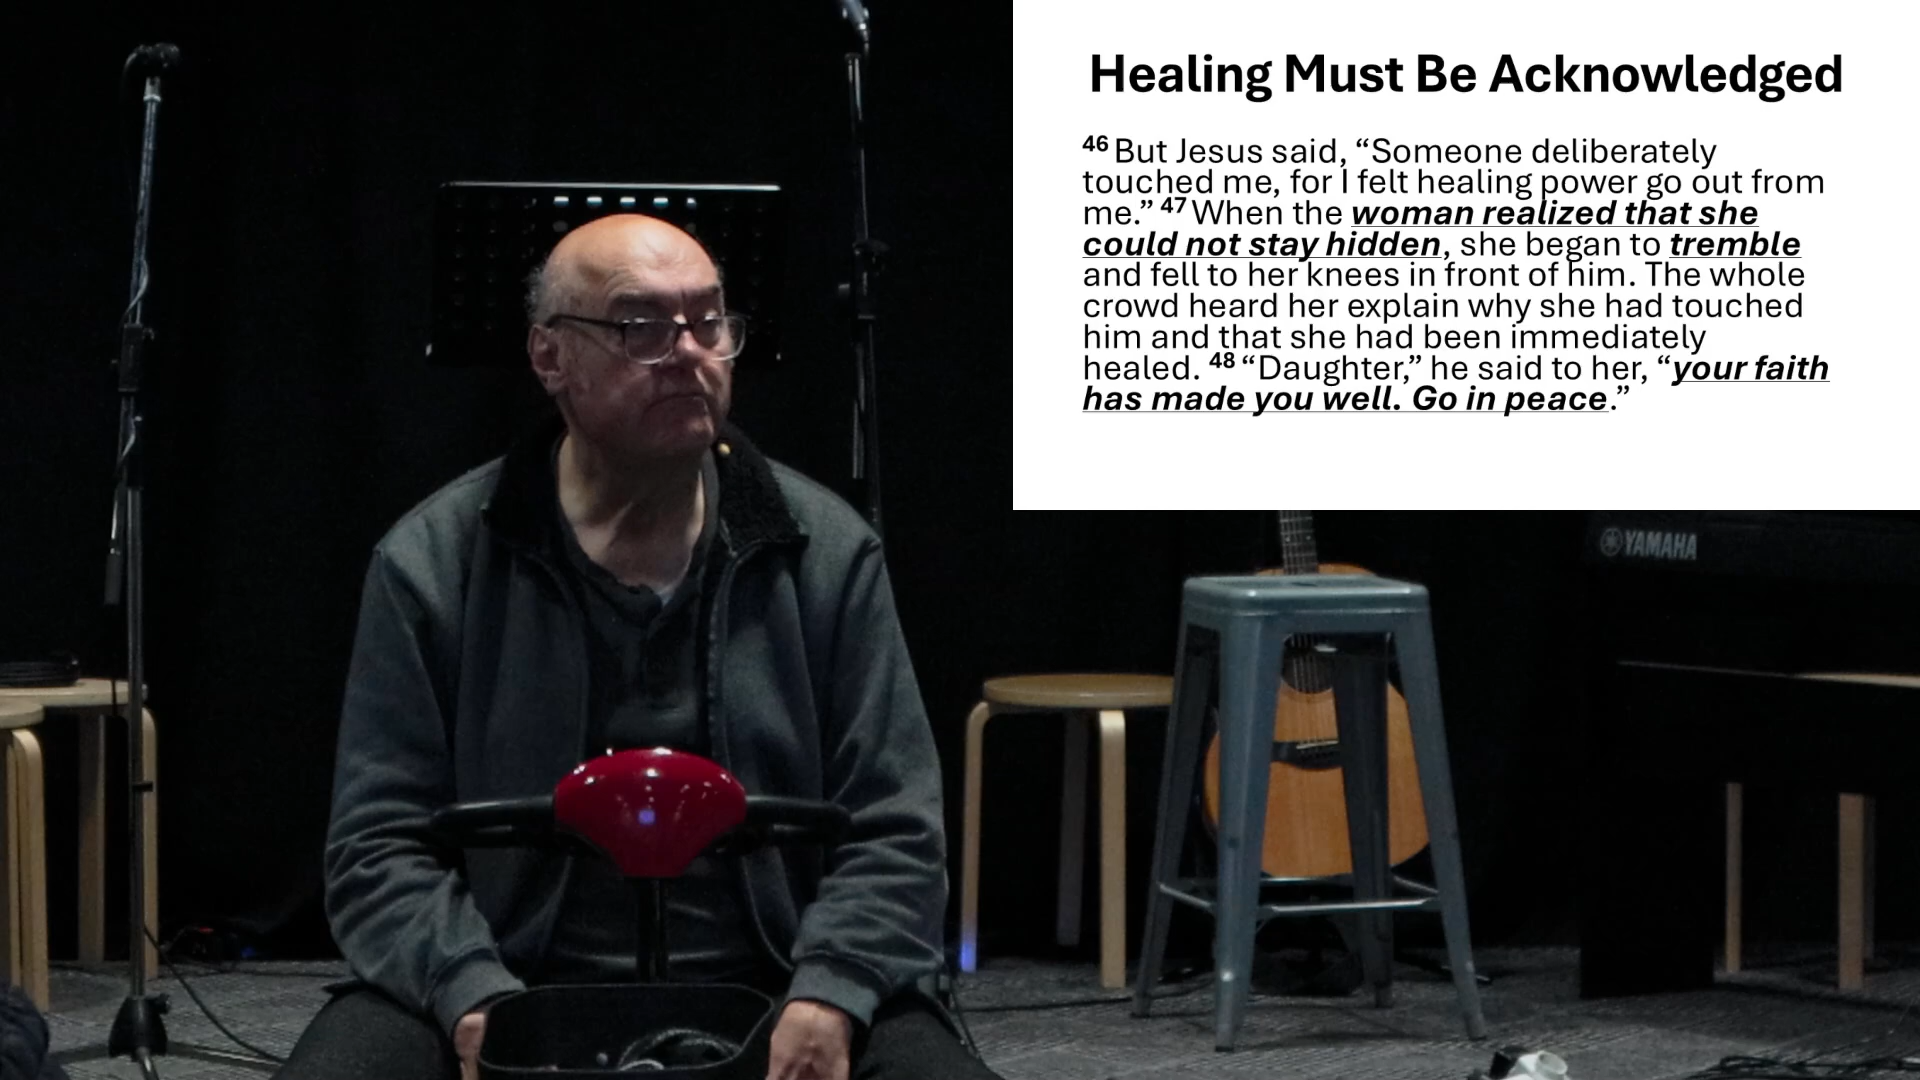 Healing Must Be Acknowledged
46 But Jesus said, “Someone deliberately
touched me, for I felt healing power go out from
me.” 47 When the woman realized that she
could not stay hidden, she began to tremble
and fell to her knees in front of him. The whole
crowd heard her explain why she had touched
him and that she had been immediately
healed. 48 “Daughter,” he said to her, “your faith
has made you well. Go in peace.”
YAMAHA